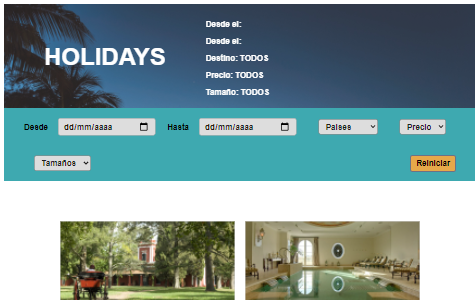 HOLIDAYS
Desde el:
Desde el:
Destino: TODOS
Precio: TODOS
Tamaño: TODOS
Desde dd/mm/aaaa Hasta dd/mm/aaaa Paises Precio
Tamaños Reiniciar